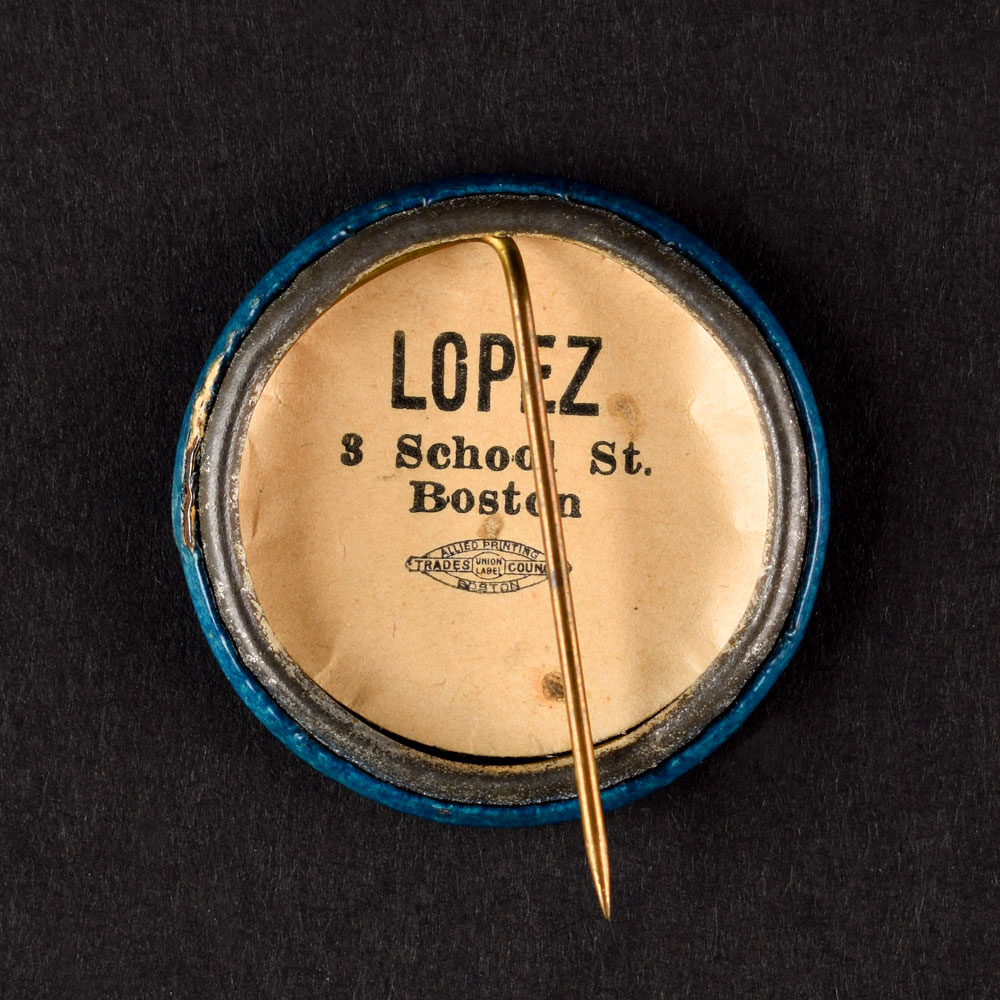 LOPEZ
3 School St.
Boston
ALLIED PRINTING
TRADES UNION LABEL COUNCIL
BOSTON